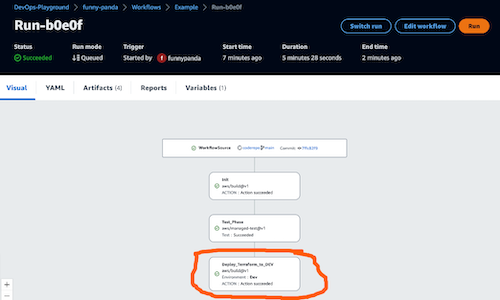 DevOps-Playground > funny-panda > Workflows > Example > Run-b0e0f
Run-b0e0f
Switch run
Edit workflow
Run
Status Run mode Trigger Start time Duration End time
Succeeded Queued Started by f funnypanda 7 minutes ago 5 minutes 28 seconds 2 minutes ago
Visual YAML Artifacts (4) Reports Variables (1)
WorkflowSource main Commit:
aws/build@v1
ACTION : Action succeeded
Test_Phase
aws/managed-test@v1
Test : Succeeded
Deploy_Terraform_to_DEV
aws/build@v1
Environment : Dev
ACTION : Action succeeded